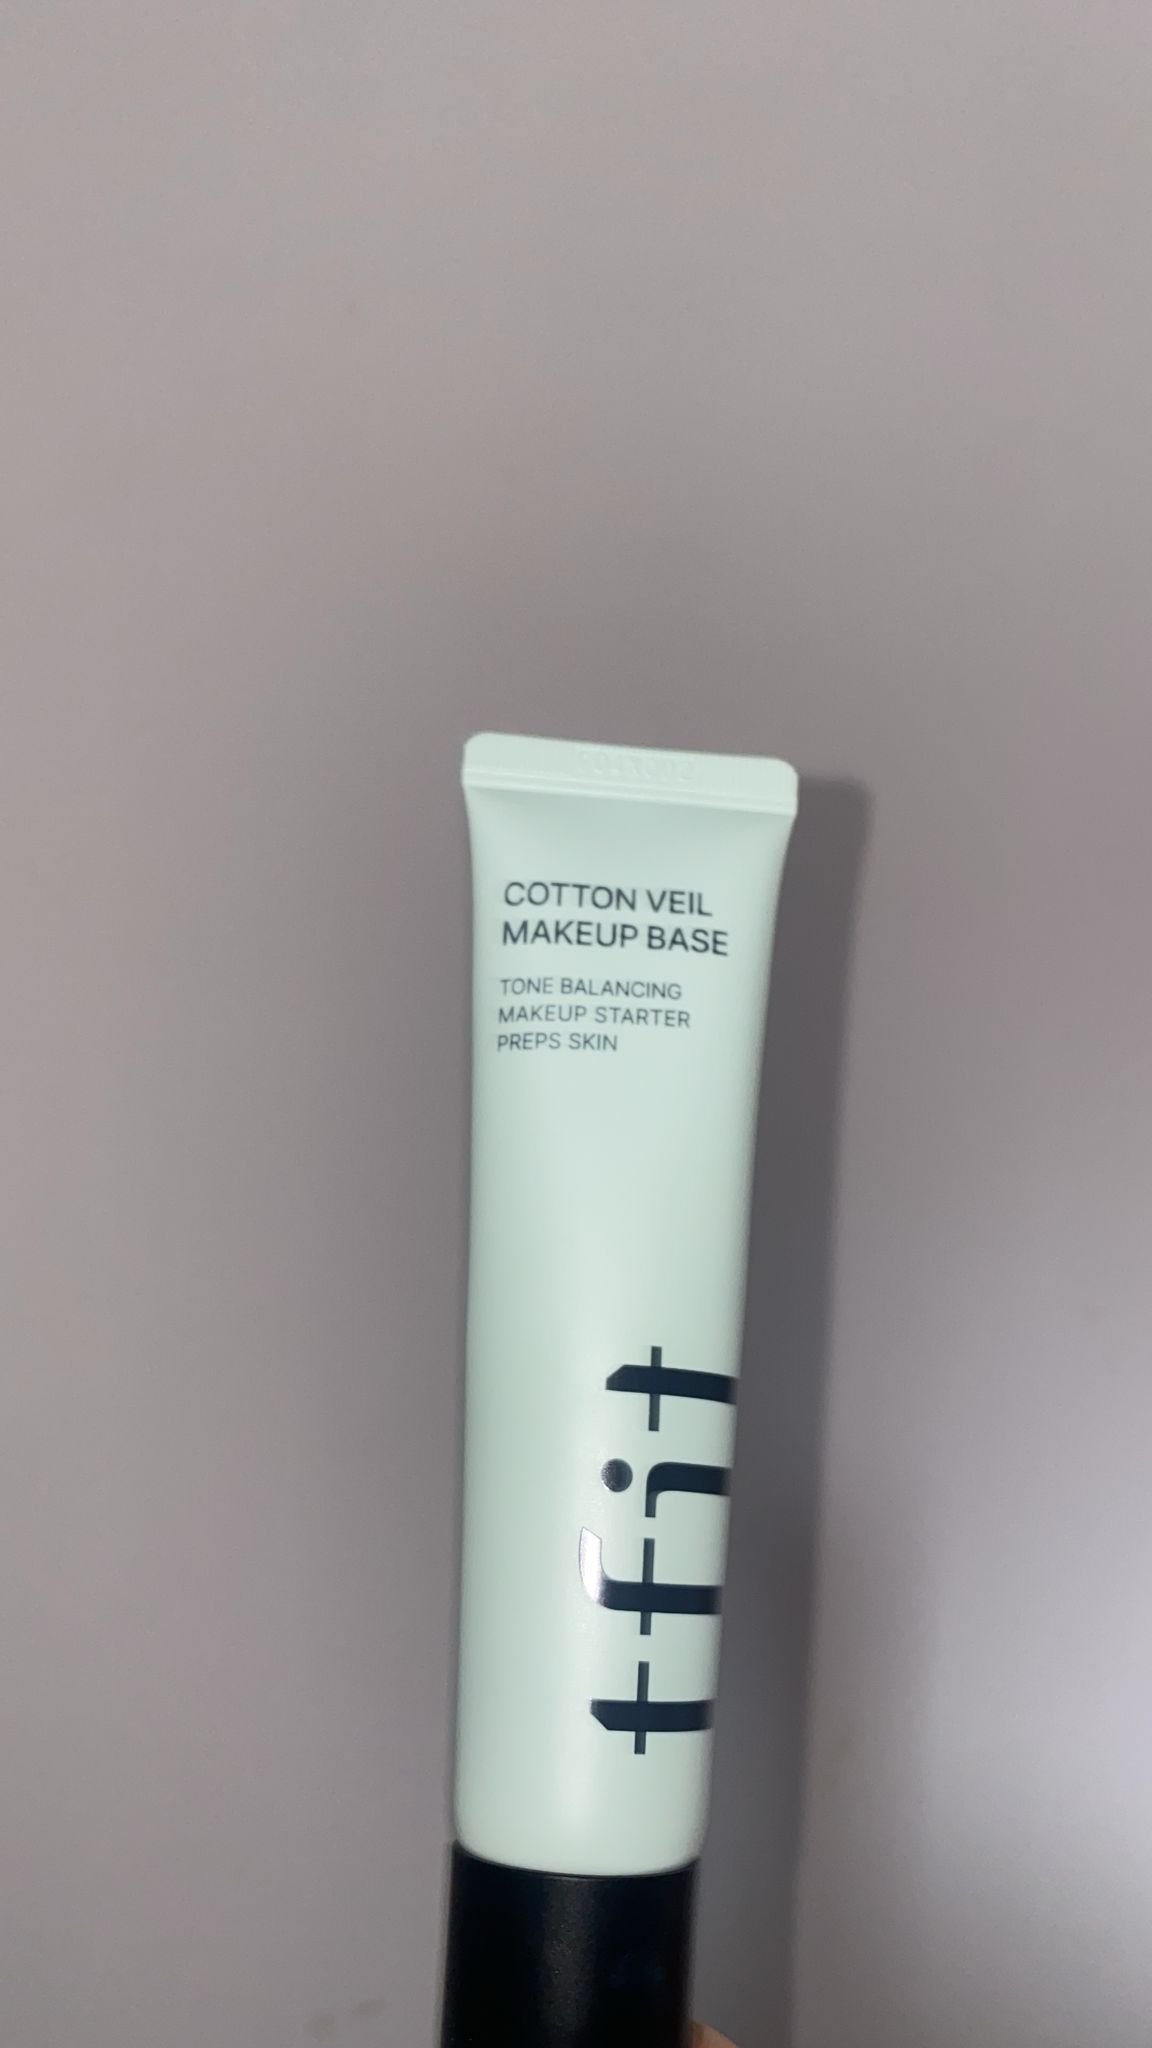 COTTON VEIL
MAKEUP BASE
TONE BALANCING
MAKEUP STARTER
PREPS SKIN
tfit